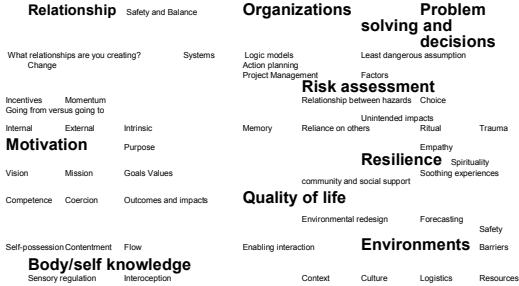 Relationship Safety and Balance Organizations Problem
solving and
decisions
What relationships are you creating? Systems Logic models Least dangerous assumption
Change Action planning
Project Management Factors
Risk assessment
Incentives Momentum Relationship between hazards Choice
Going from versus going to
Unintended impacts
Internal External Intrinsic Memory Reliance on others Ritual Trauma
Motivation Purpose Empathy
Resilience Spirituality
Vision Mission Goals Values Soothing experiences
community and social support
Competence Coercion Outcomes and impacts Quality of life
Environmental redesign Forecasting
Safety
Self-possession Contentment Flow Enabling interaction Environments Barriers
Body/self knowledge
Sensory regulation Interoception Context Culture Logistics Resources